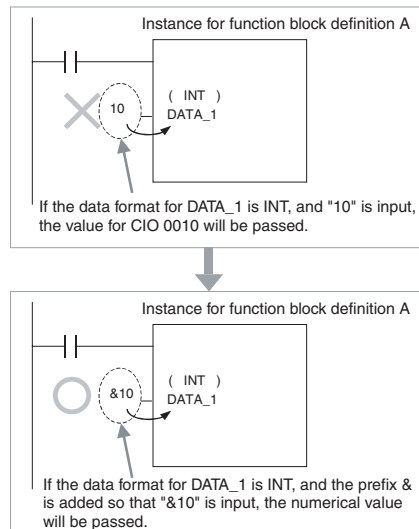 Instance for function block definition A
( INT )
10
DATA_1
If the data format for DATA_1 is INT, and "10" is input,
the value for CIO 0010 will be passed.
Instance for function block definition A
( INT )
&10
DATA_1
If the data format for DATA_1 is INT, and the prefix &
is added so that "&10" is input, the numerical value
will be passed.